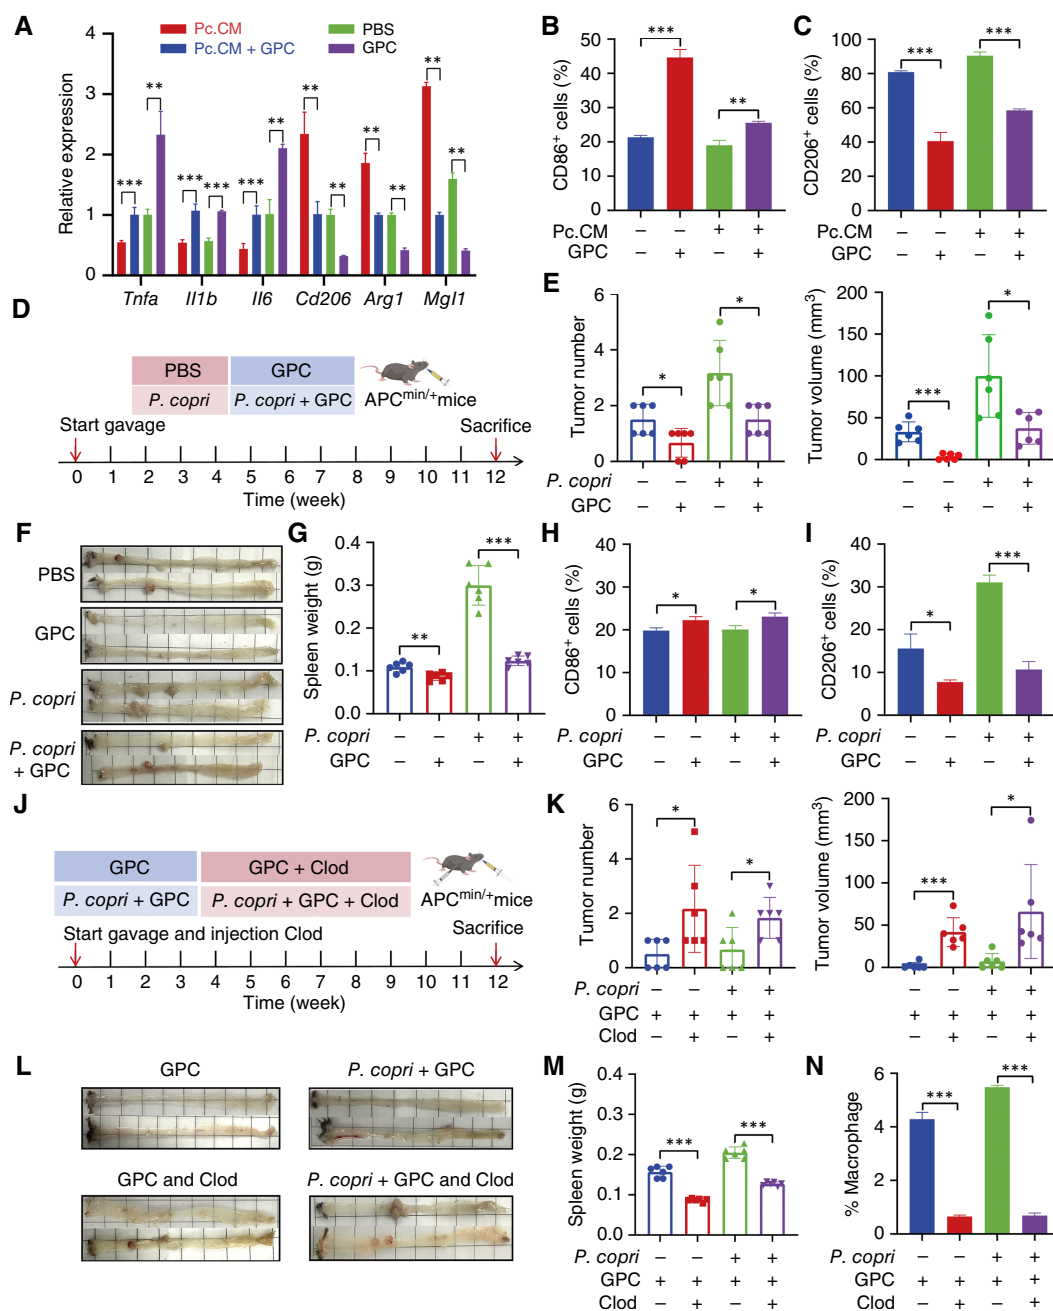 A
Pc.CM
Pc.CM + GPC
PBS
GPC
Relative expression
4
3
2
1
0
*** ** *** *** *** ** ** ** ** ** ** **
Tnfa Il1b Il6 Cd206 Arg1 Mgl1
B
CD86+ cells (%)
50
40
30
20
10
0
*** **
Pc.CM − − + +
GPC − + − +
C
CD206+ cells (%)
100
80
60
40
20
0
*** ***
Pc.CM − − + +
GPC − + − +
D
PBS GPC
P. copri P. copri + GPC
APCmin/+mice
Start gavage Sacrifice
0 1 2 3 4 5 6 7 8 9 10 11 12
Time (week)
E
Tumor number
6
4
2
0
* *
P. copri − − + +
GPC − + − +
Tumor volume (mm3)
200
150
100
50
0
*** *
− − + +
− + − +
F
PBS
GPC
P. copri
P. copri
+ GPC
G
Spleen weight (g)
0.4
0.3
0.2
0.1
0.0
** ***
P. copri − − + +
GPC − + − +
H
CD86+ cells (%)
40
30
20
10
0
* *
P. copri − − + +
GPC − + − +
I
CD206+ cells (%)
40
30
20
10
0
* ***
P. copri − − + +
GPC − + − +
J
GPC GPC + Clod
P. copri + GPC P. copri + GPC + Clod
APCmin/+mice
Start gavage and injection Clod Sacrifice
0 1 2 3 4 5 6 7 8 9 10 11 12
Time (week)
K
Tumor number
6
4
2
0
* *
P. copri − − + +
GPC + + + +
Clod − + − +
Tumor volume (mm3)
200
150
100
50
0
*** *
− − + +
+ + + +
− + − +
L
GPC P. copri + GPC
GPC and Clod P. copri + GPC and Clod
M
Spleen weight (g)
0.4
0.3
0.2
0.1
0.0
*** ***
P. copri − − + +
GPC + + + +
Clod − + − +
N
% Macrophage
6
4
2
0
*** ***
P. copri − − + +
GPC + + + +
Clod − + − +